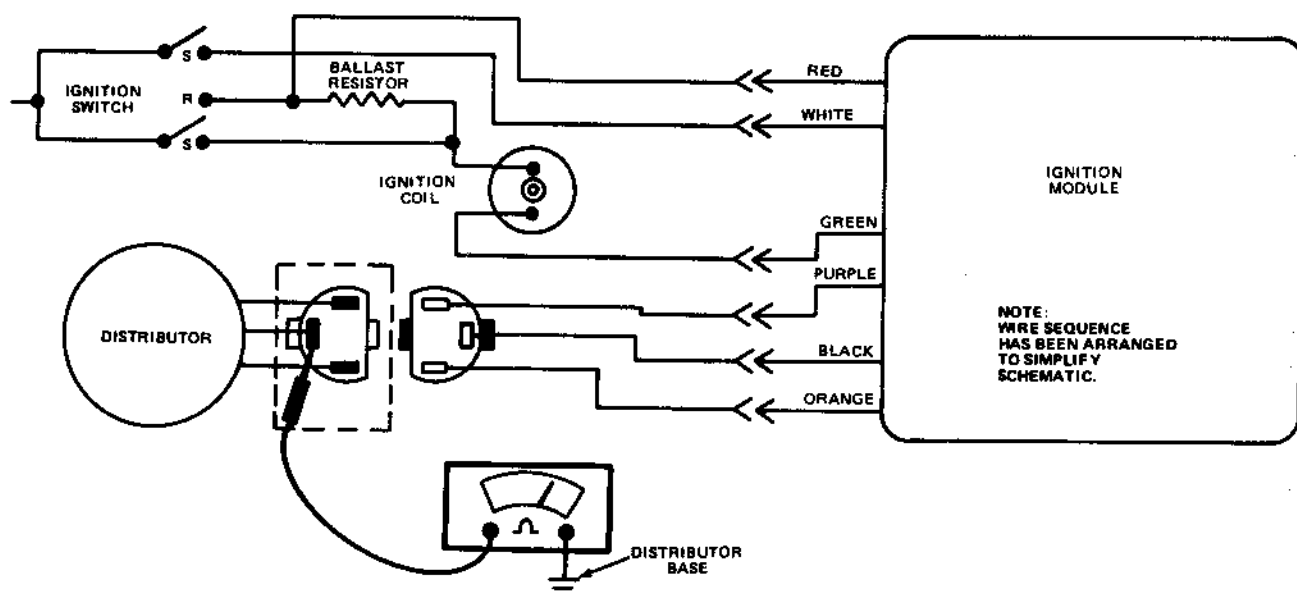 RED
S
BALLAST
RESISTOR
IGNITION
SWITCH
R
WHITE
S
IGNITION
MODULE
IGNITION
COIL
GREEN
PURPLE
DISTRIBUTOR
NOTE:
WIRE SEQUENCE
HAS BEEN ARRANGED
TO SIMPLIFY
SCHEMATIC.
BLACK
ORANGE
Ω
DISTRIBUTOR
BASE